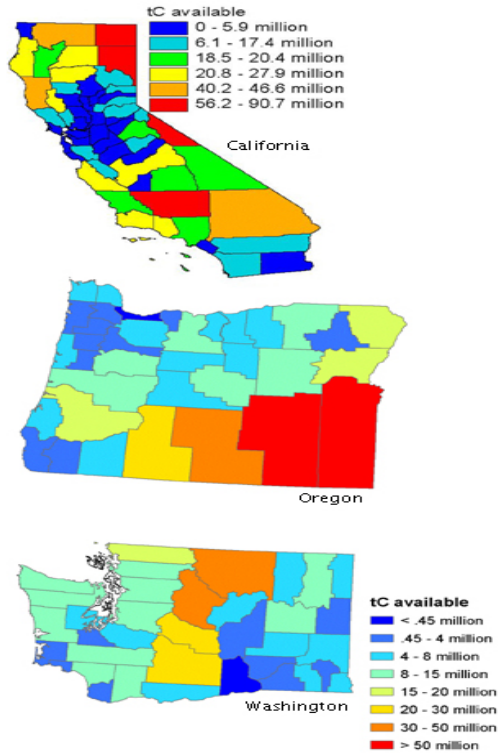 tC available
0 - 5.9 million
6.1 - 17.4 million
18.5 - 20.4 million
20.8 - 27.9 million
40.2 - 46.6 million
56.2 - 90.7 million
California
Oregon
tC available
< .45 million
.45 - 4 million
4 - 8 million
8 - 15 million
15 - 20 million
20 - 30 million
30 - 50 million
> 50 million
Washington